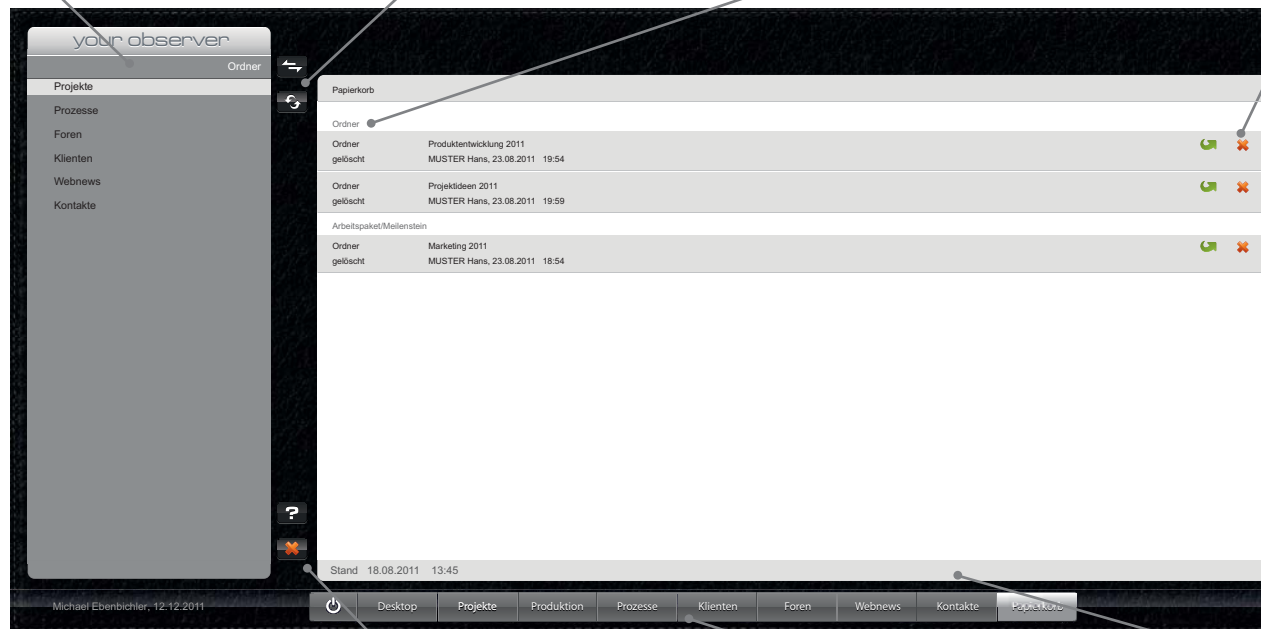 your observer
Ordner
Projekte
Prozesse
Foren
Klienten
Webnews
Kontakte
Papierkorb
Ordner
Ordner Produktentwicklung 2011
gelöscht MUSTER Hans, 23.08.2011 19:54
Ordner Projektideen 2011
gelöscht MUSTER Hans, 23.08.2011 19:59
Arbeitspaket/Meilenstein
Ordner Marketing 2011
gelöscht MUSTER Hans, 23.08.2011 18:54
?
Stand 18.08.2011 13:45
Michael Ebenbichler, 12.12.2011
Desktop Projekte Produktion Prozesse Klienten Foren Webnews Kontakte Papierkorb